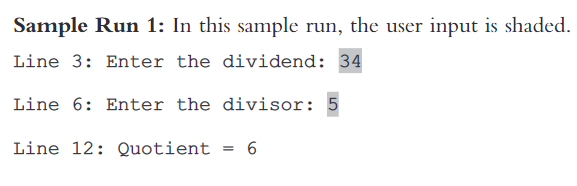 Sample Run 1: In this sample run, the user input is shaded.
Line 3: Enter the dividend: 34
Line 6: Enter the divisor: 5
Line 12: Quotient = 6